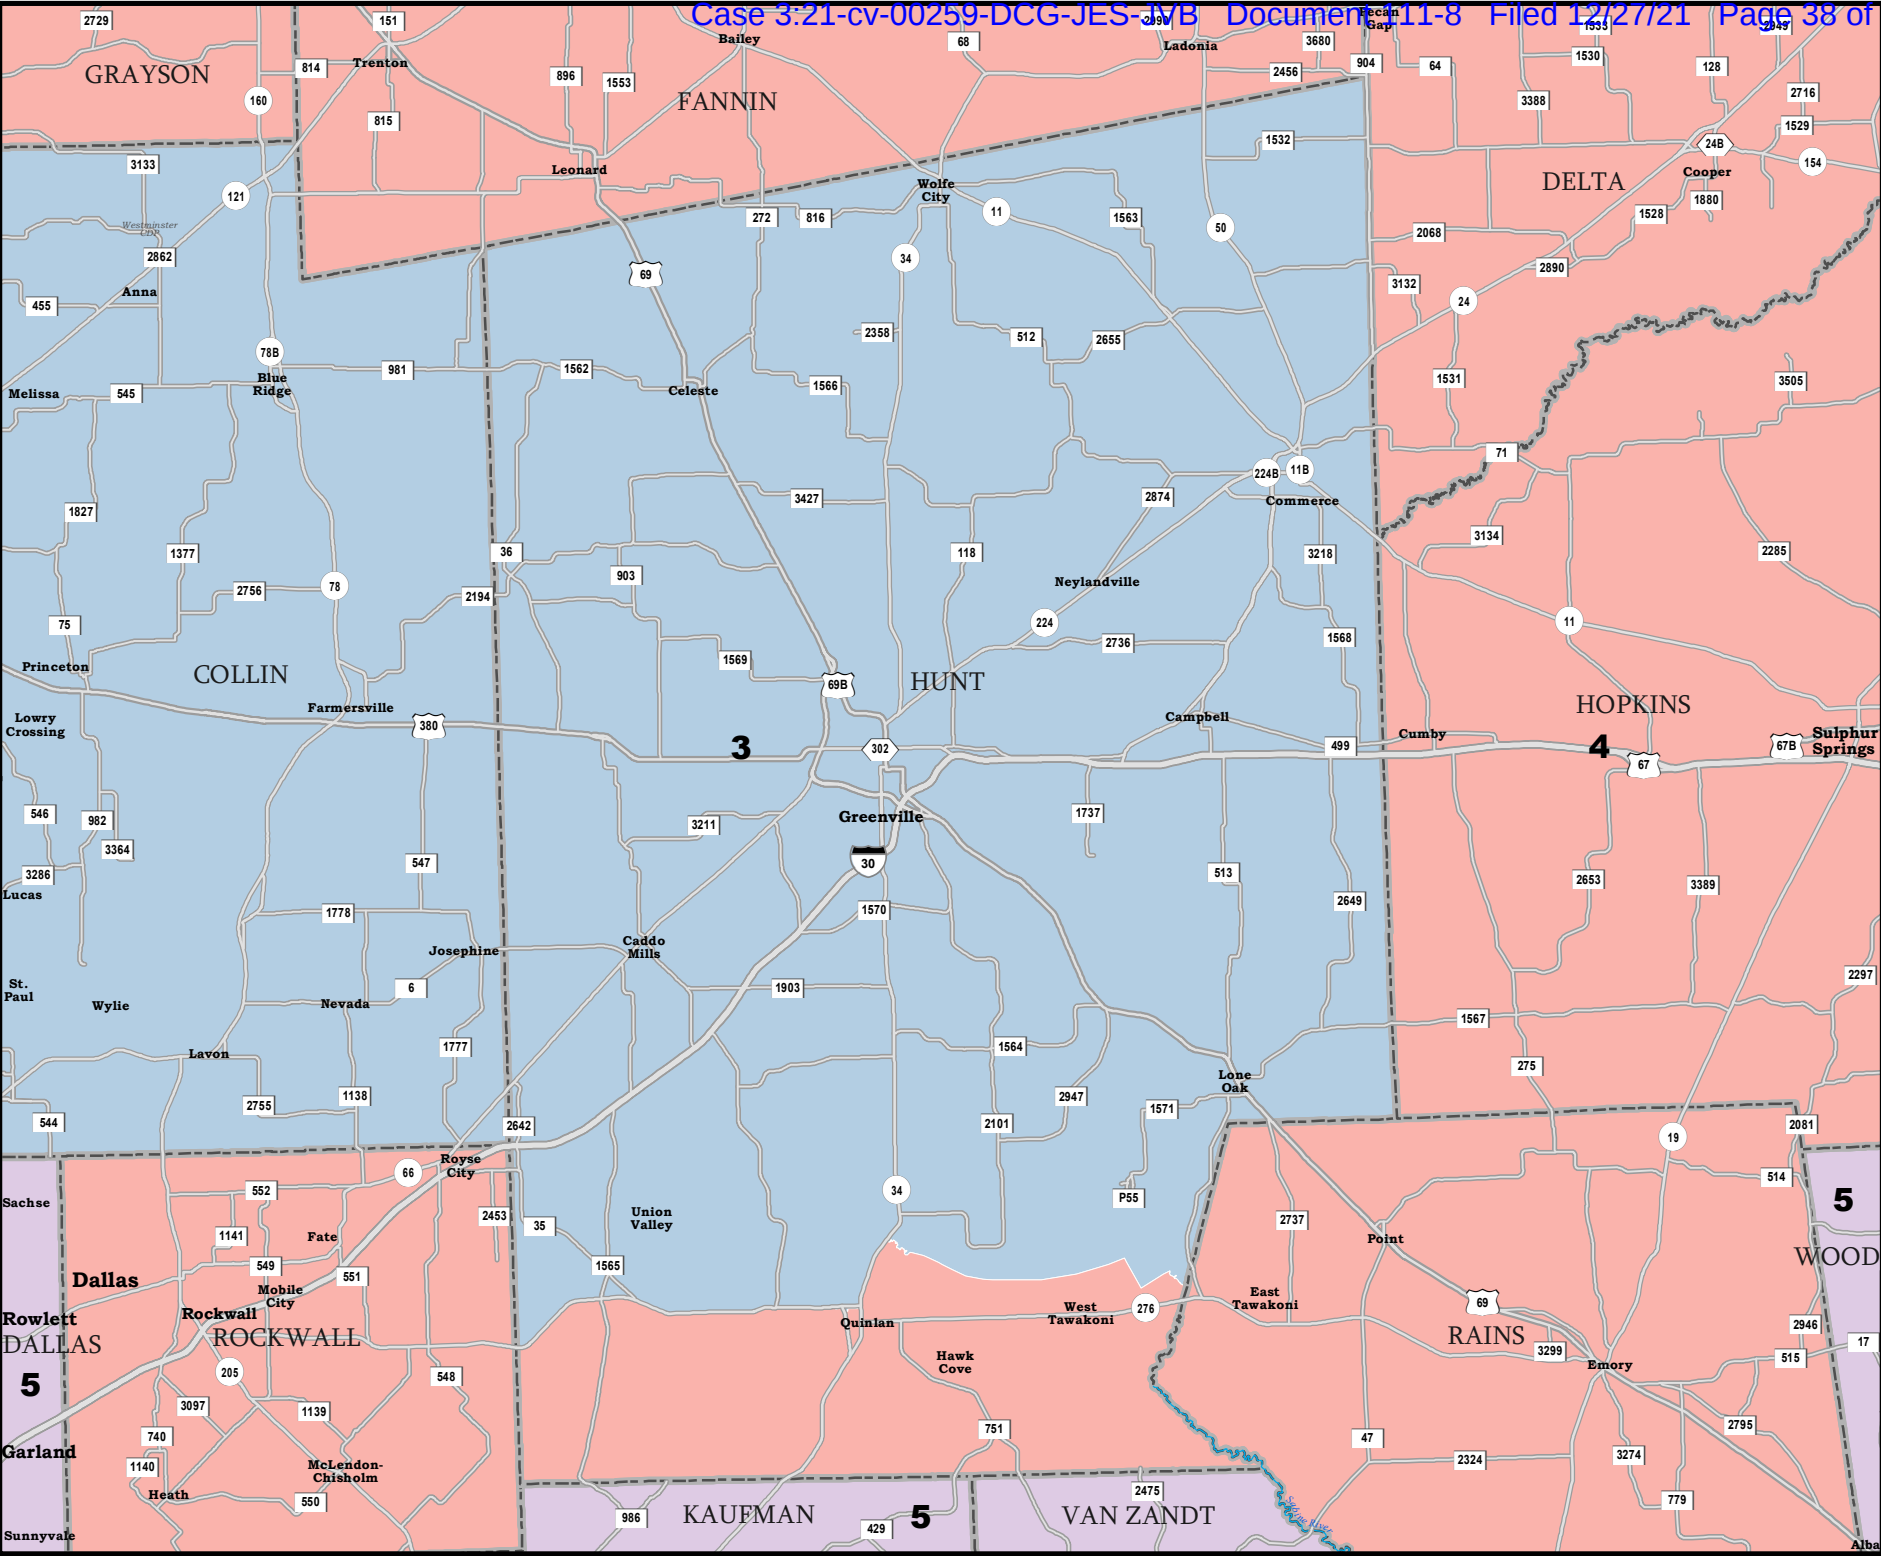 Case 3:21-cv-00259-DCG-JES-JVB Document 111-8 Filed 12/27/21 Page 38 of
2729
151
Bailey
68
2990
Ladonia
3680
Pecan
Gap
1533
2949
GRAYSON
814
Trenton
896
1553
FANNIN
2456
904
64
1530
128
160
815
3388
2716
1529
3133
Leonard
1532
24B
154
121
Wolfe
City
DELTA
Cooper
Westminster
CDP
272
816
11
1563
50
1528
1880
2068
2862
34
69
2890
3132
Anna
455
24
2358
512
2655
78B
981
1562
Blue
Ridge
Celeste
1566
1531
3505
Melissa
545
71
224B
11B
1827
3427
2874
Commerce
1377
36
118
3218
3134
2285
903
2756
78
2194
Neylandville
75
224
11
Princeton
1569
2736
1568
COLLIN
69B
HUNT
HOPKINS
Lowry
Crossing
Farmersville
380
Campbell
3
302
499
Cumby
4
67
67B
Sulphur
Springs
546
982
3211
Greenville
1737
3364
547
30
513
3286
2653
3389
Lucas
1778
1570
2649
Josephine
Caddo
Mills
2297
St.
Paul
Wylie
6
Nevada
1903
1567
Lavon
1777
1564
275
Lone
Oak
2755
1138
2947
1571
544
2642
2101
2081
19
Royse
City
66
514
Sachse
552
34
P55
5
2453
35
Union
Valley
2737
1141
Fate
Point
WOOD
549
551
1565
Dallas
Mobile
City
East
Tawakoni
Rowlett
Rockwall
West
Tawakoni
276
69
DALLAS
ROCKWALL
Quinlan
RAINS
2946
17
3299
515
Hawk
Cove
Emory
205
548
5
3097
1139
751
2795
740
47
Garland
1140
McLendon-
Chisholm
2324
3274
Heath
550
2475
779
986
KAUFMAN
5
VAN ZANDT
Sabine River
429
Sunnyvale
Alba